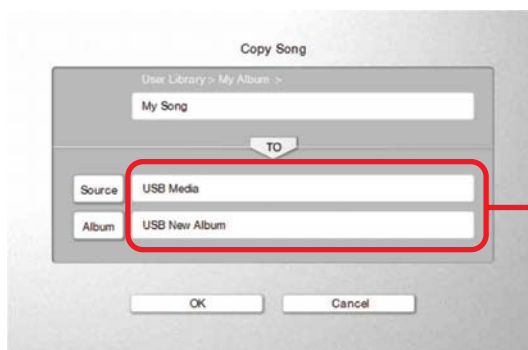 Copy Song
User Library > My Album >
My Song
TO
Source
USB Media
Album
USB New Album
OK
Cancel